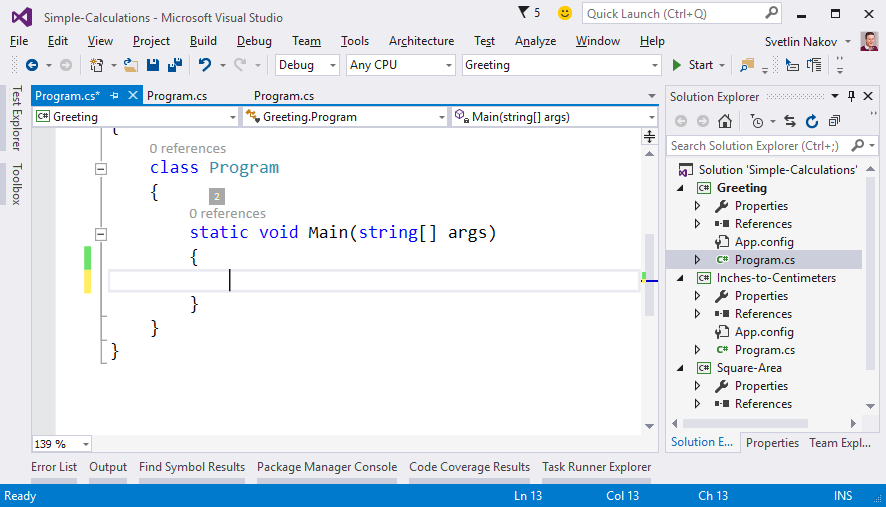 Simple-Calculations - Microsoft Visual Studio
5
Quick Launch (Ctrl+Q)
File Edit View Project Build Debug Team Tools Architecture Test Analyze Window Help
Svetlin Nakov
Debug Any CPU Greeting Start
Test Explorer
Toolbox
Program.cs* Program.cs Program.cs
Greeting Greeting.Program Main(string[] args)
{
0 references
class Program
{
2
0 references
static void Main(string[] args)
{
}
}
}
139 %
Solution Explorer
Search Solution Explorer (Ctrl+;)
Solution 'Simple-Calculations'
C# Greeting
Properties
References
App.config
C# Program.cs
C# Inches-to-Centimeters
Properties
References
App.config
C# Program.cs
C# Square-Area
Properties
References
Solution E... Properties Team Expl...
Error List Output Find Symbol Results Package Manager Console Code Coverage Results Task Runner Explorer
Ready Ln 13 Col 13 Ch 13 INS